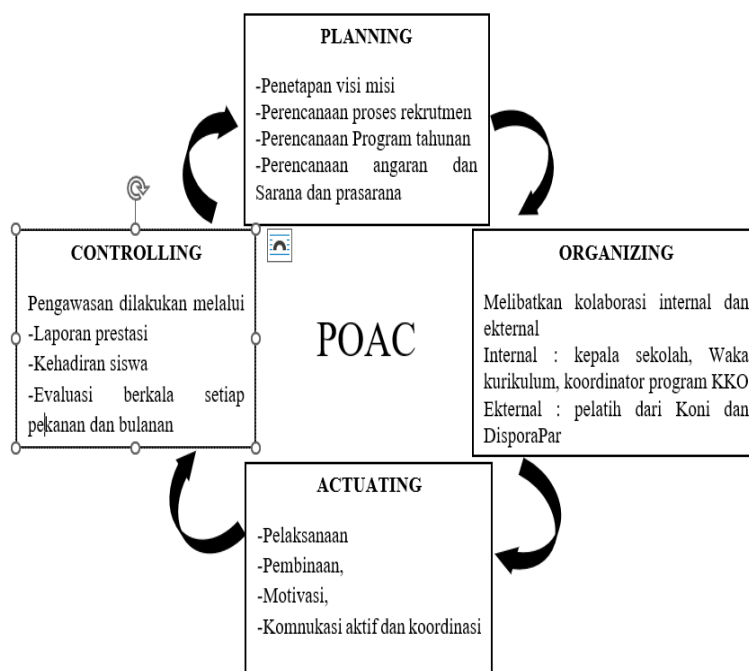 PLANNING
-Penetapan visi misi
-Perencanaan proses rekrutmen
-Perencanaan Program tahunan
-Perencanaan angaran dan
Sarana dan prasarana
ORGANIZING
Melibatkan kolaborasi internal dan
ekternal
Internal : kepala sekolah, Waka
kurikulum, koordinator program KKO
Ekternal : pelatih dari Koni dan
DisporaPar
ACTUATING
-Pelaksanaan
-Pembinaan,
-Motivasi,
-Komnukasi aktif dan koordinasi
CONTROLLING
Pengawasan dilakukan melalui
-Laporan prestasi
-Kehadiran siswa
-Evaluasi berkala setiap
pekanan dan bulanan
POAC